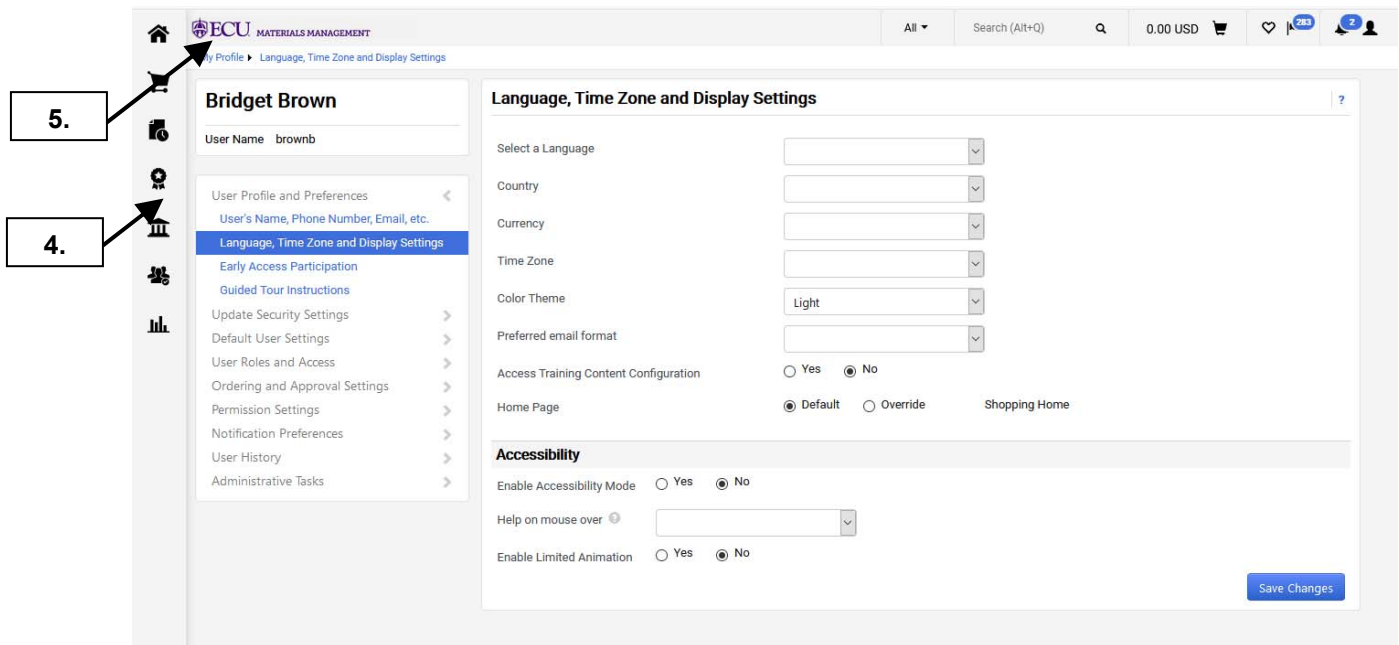 ECU MATERIALS MANAGEMENT
All
Search (Alt+Q)
0.00 USD
283
2
My Profile Language, Time Zone and Display Settings
5.
4.
Bridget Brown
User Name brownb
User Profile and Preferences
User's Name, Phone Number, Email, etc.
Language, Time Zone and Display Settings
Early Access Participation
Guided Tour Instructions
Update Security Settings
Default User Settings
User Roles and Access
Ordering and Approval Settings
Permission Settings
Notification Preferences
User History
Administrative Tasks
Language, Time Zone and Display Settings
?
Select a Language
Country
Currency
Time Zone
Color Theme Light
Preferred email format
Access Training Content Configuration Yes No
Home Page Default Override Shopping Home
Accessibility
Enable Accessibility Mode Yes No
Help on mouse over ?
Enable Limited Animation Yes No
Save Changes